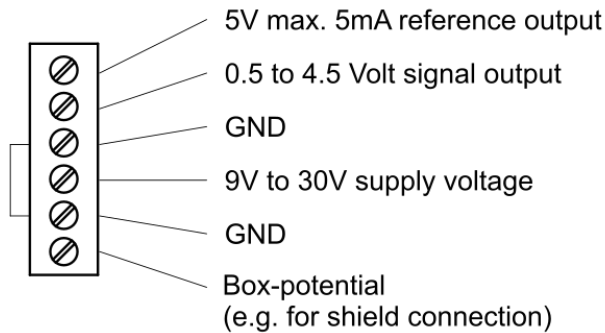 5V max. 5mA reference output
0.5 to 4.5 Volt signal output
GND
9V to 30V supply voltage
GND
Box-potential
(e.g. for shield connection)